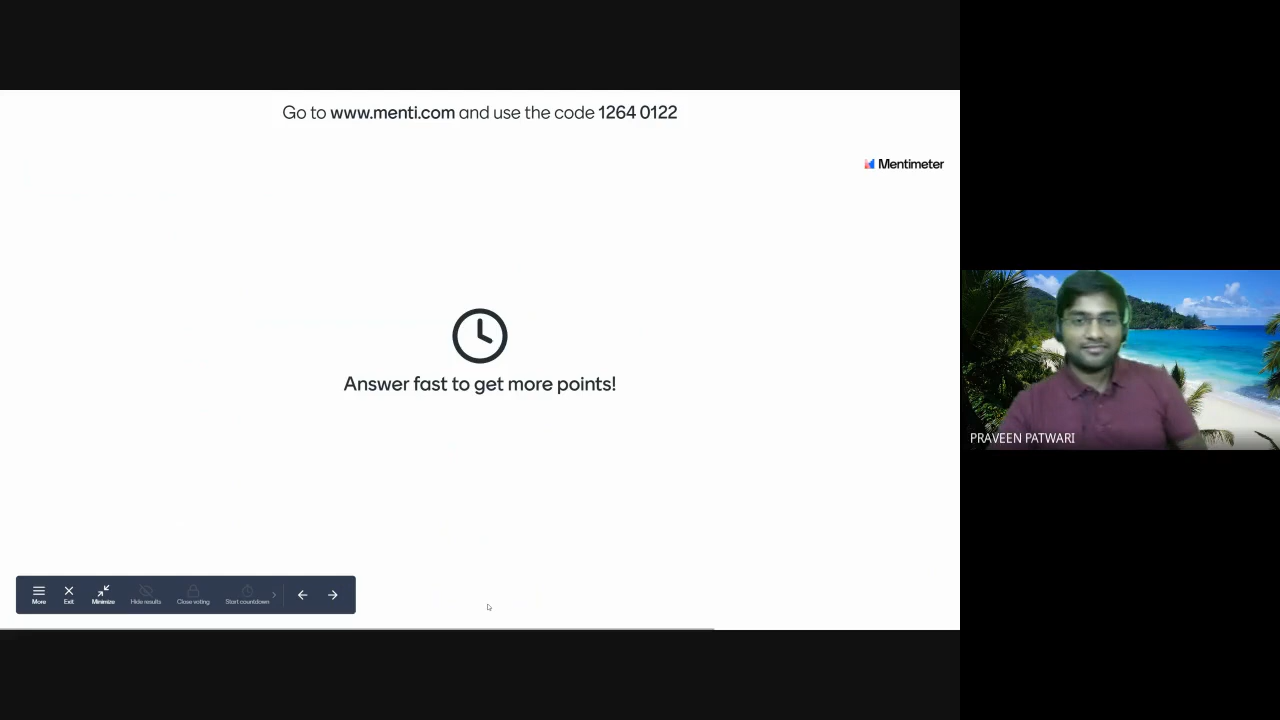 Go to www.menti.com and use the code 1264 0122
Mentimeter
Answer fast to get more points!
PRAVEEN PATWARI
More
Exit
Minimize
Hide results
Close voting
Start countdown